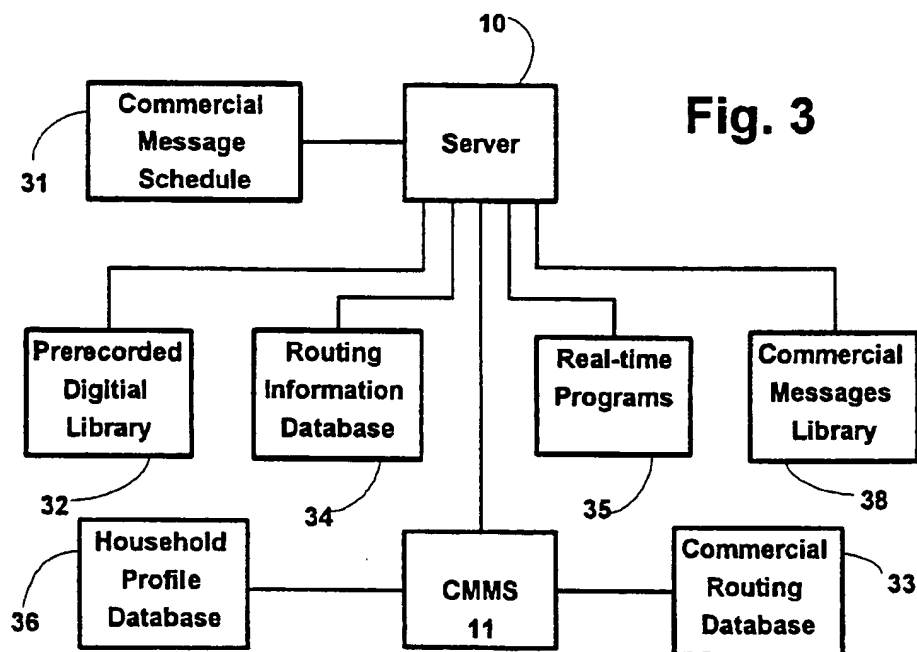 10
Commercial
Message
Schedule
Server
Fig. 3
31
Prerecorded
Digitial
Library
Routing
Information
Database
Real-time
Programs
Commercial
Messages
Library
32
34
35
38
Household
Profile
Database
CMMS
11
Commercial
Routing
Database
33
36